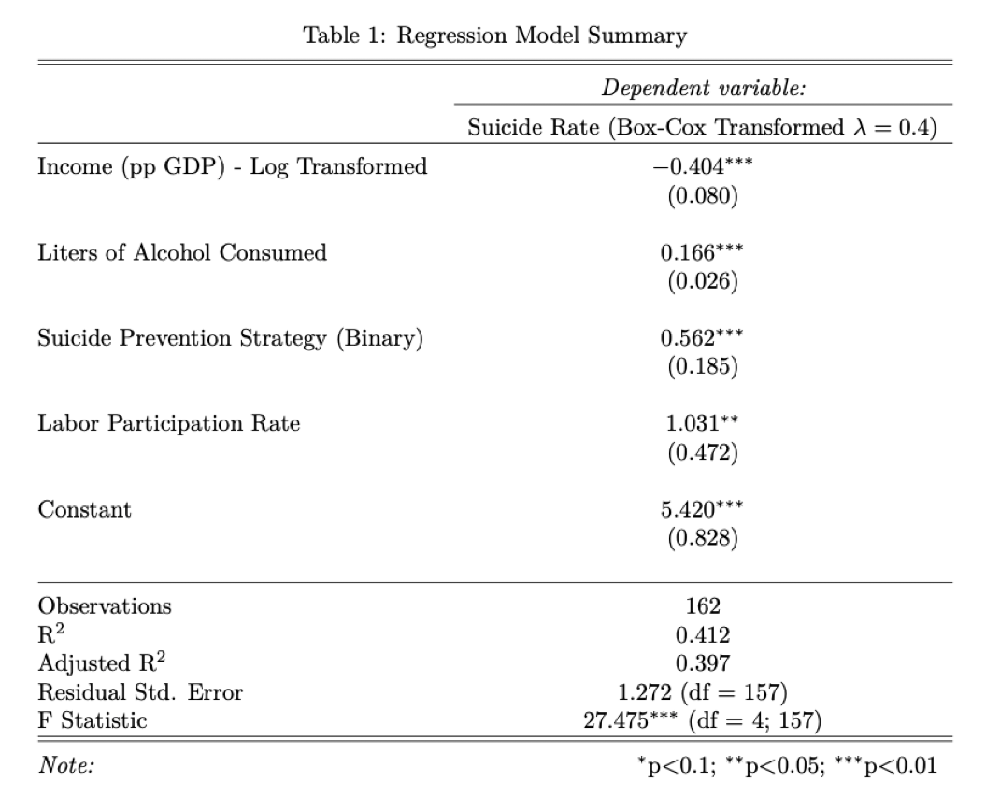 Table 1: Regression Model Summary
Dependent variable:
Suicide Rate (Box-Cox Transformed λ = 0.4)
Income (pp GDP) - Log Transformed −0.404***
(0.080)
Liters of Alcohol Consumed 0.166***
(0.026)
Suicide Prevention Strategy (Binary) 0.562***
(0.185)
Labor Participation Rate 1.031**
(0.472)
Constant 5.420***
(0.828)
Observations 162
R² 0.412
Adjusted R² 0.397
Residual Std. Error 1.272 (df = 157)
F Statistic 27.475*** (df = 4; 157)
Note: *p<0.1; **p<0.05; ***p<0.01